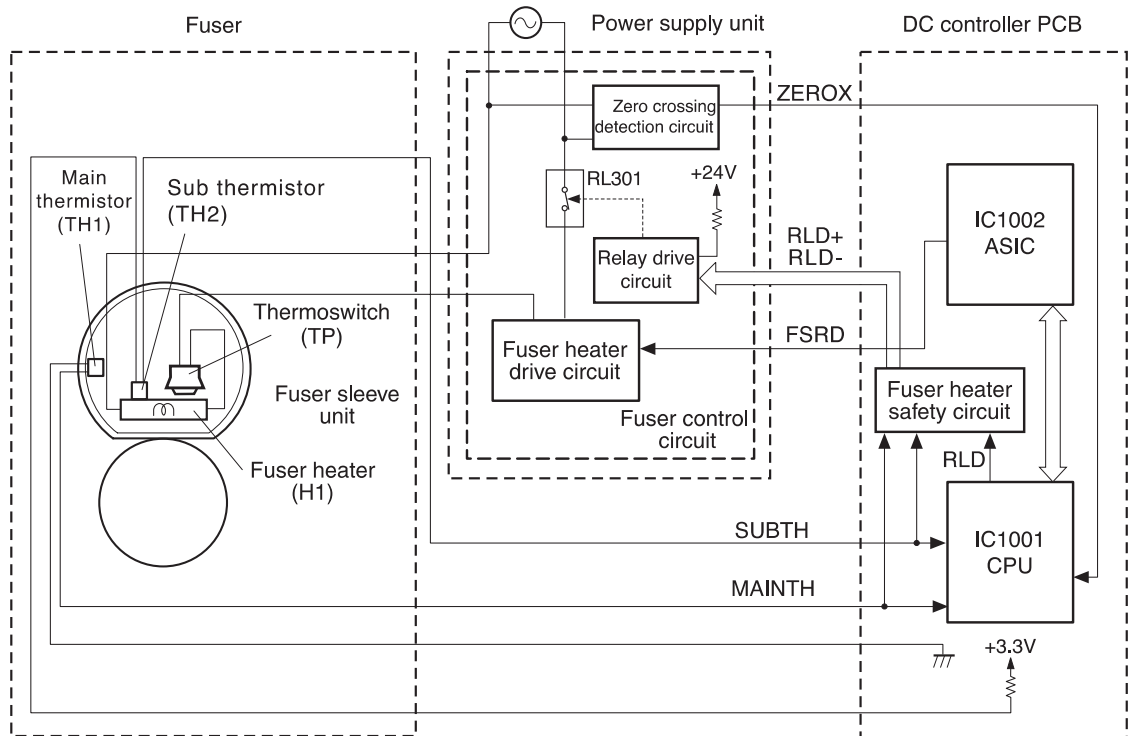 Fuser
Power supply unit
DC controller PCB
Zero crossing
detection circuit
ZEROX
Main
thermistor
(TH1)
Sub thermistor
(TH2)
RL301
+24V
IC1002
ASIC
Relay drive
circuit
RLD+
RLD-
Thermoswitch
(TP)
FSRD
Fuser heater
drive circuit
Fuser sleeve
unit
Fuser control
circuit
Fuser heater
safety circuit
Fuser heater
(H1)
RLD
SUBTH
IC1001
CPU
MAINTH
+3.3V